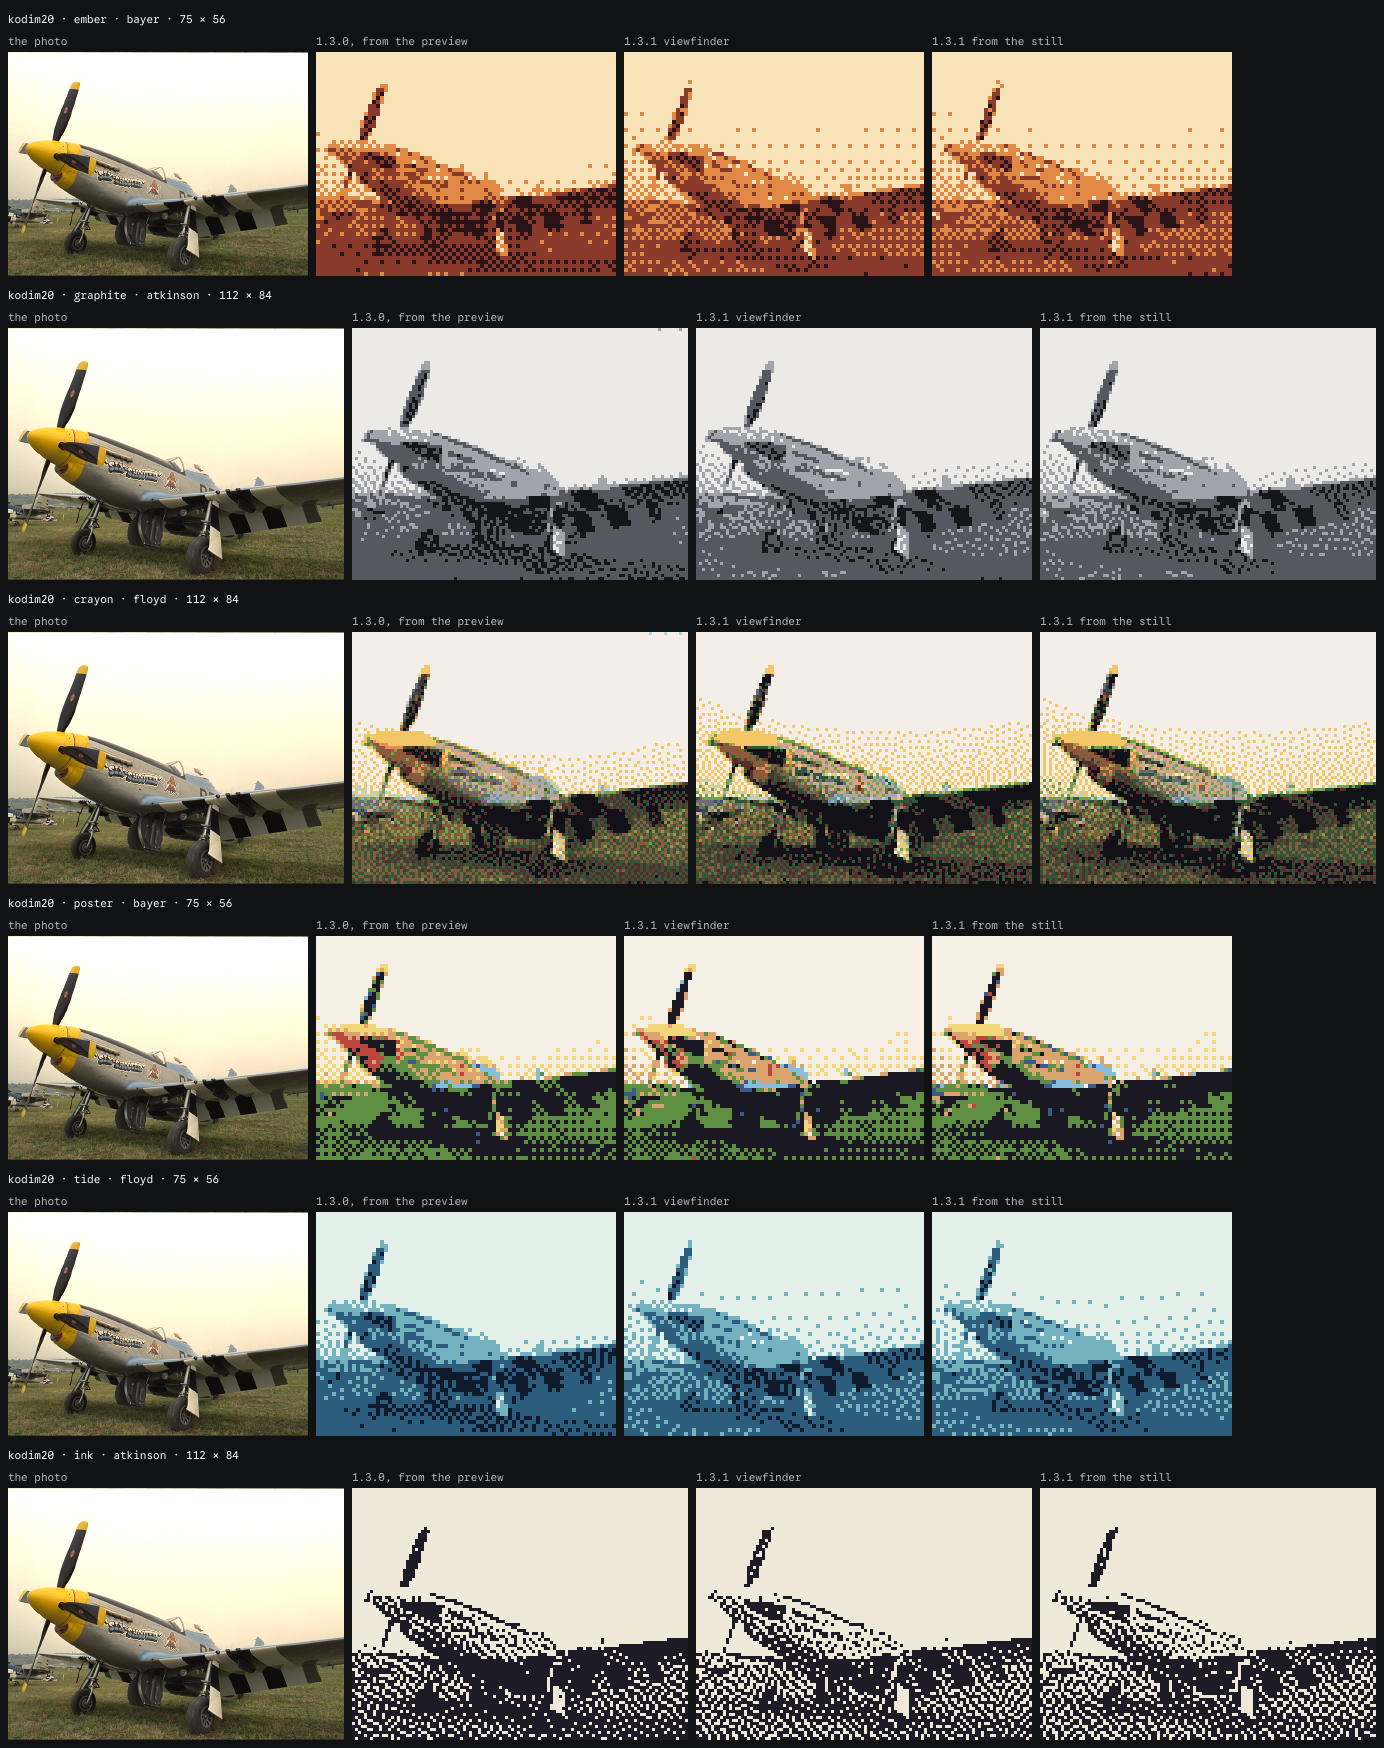 kodim20 · ember · bayer · 75 × 56
the photo 1.3.0, from the preview 1.3.1 viewfinder 1.3.1 from the still
kodim20 · graphite · atkinson · 112 × 84
the photo 1.3.0, from the preview 1.3.1 viewfinder 1.3.1 from the still
kodim20 · crayon · floyd · 112 × 84
the photo 1.3.0, from the preview 1.3.1 viewfinder 1.3.1 from the still
kodim20 · poster · bayer · 75 × 56
the photo 1.3.0, from the preview 1.3.1 viewfinder 1.3.1 from the still
kodim20 · tide · floyd · 75 × 56
the photo 1.3.0, from the preview 1.3.1 viewfinder 1.3.1 from the still
kodim20 · ink · atkinson · 112 × 84
the photo 1.3.0, from the preview 1.3.1 viewfinder 1.3.1 from the still